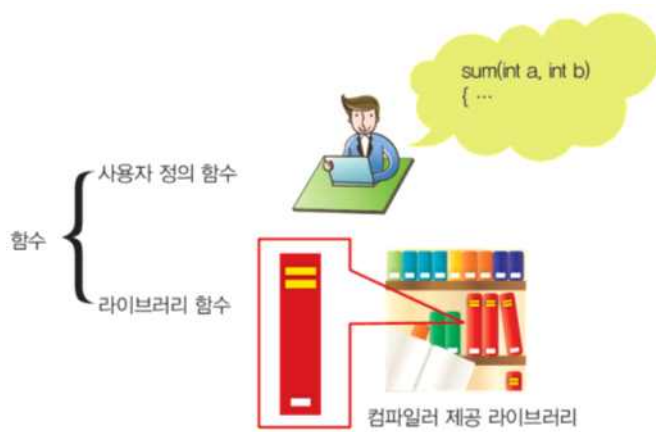 sum(int a, int b)
{ …
사용자 정의 함수
함수
라이브러리 함수
컴파일러 제공 라이브러리